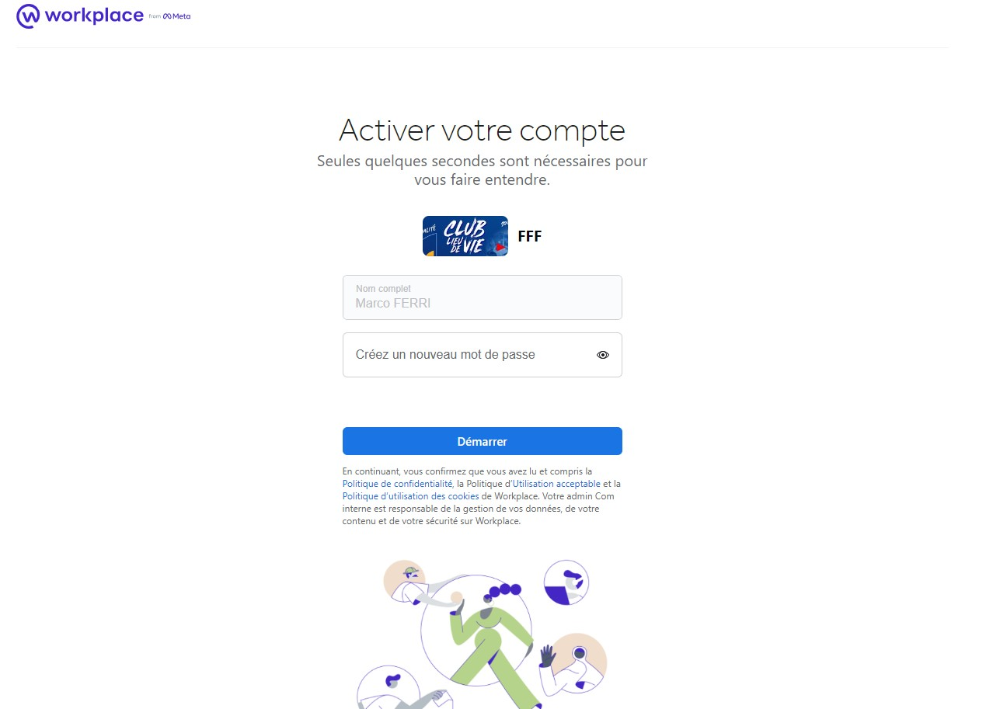 workplace from Meta
Activer votre compte
Seules quelques secondes sont nécessaires pour
vous faire entendre.
CLUB
LIEU
DE VIE
FFF
Nom complet
Marco FERRI
Créez un nouveau mot de passe
Démarrer
En continuant, vous confirmez que vous avez lu et compris la
Politique de confidentialité, la Politique d'Utilisation acceptable et la
Politique d'utilisation des cookies de Workplace. Votre admin Com
interne est responsable de la gestion de vos données, de votre
contenu et de votre sécurité sur Workplace.